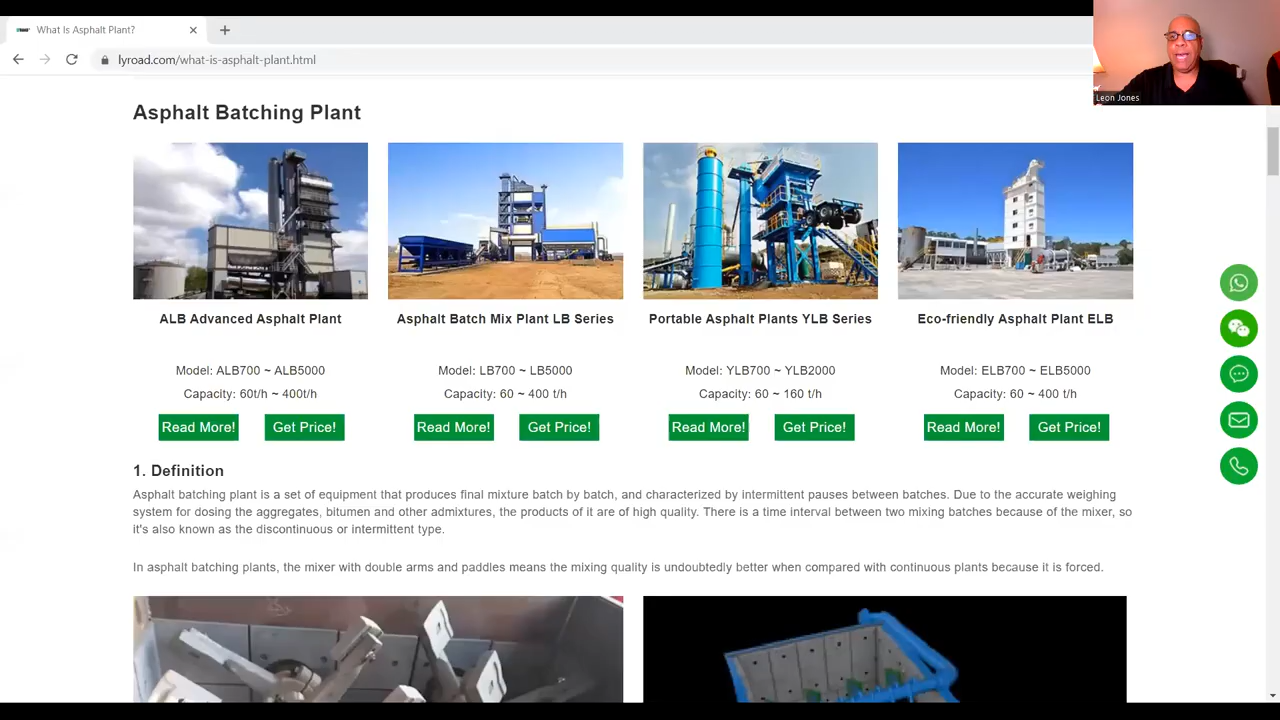 What Is Asphalt Plant?
lyroad.com/what-is-asphalt-plant.html
Leon Jones
Asphalt Batching Plant
ALB Advanced Asphalt Plant
Model: ALB700 ~ ALB5000
Capacity: 60t/h ~ 400t/h
Read More! Get Price!
Asphalt Batch Mix Plant LB Series
Model: LB700 ~ LB5000
Capacity: 60 ~ 400 t/h
Read More! Get Price!
Portable Asphalt Plants YLB Series
Model: YLB700 ~ YLB2000
Capacity: 60 ~ 160 t/h
Read More! Get Price!
Eco-friendly Asphalt Plant ELB
Model: ELB700 ~ ELB5000
Capacity: 60 ~ 400 t/h
Read More! Get Price!
1. Definition
Asphalt batching plant is a set of equipment that produces final mixture batch by batch, and characterized by intermittent pauses between batches. Due to the accurate weighing
system for dosing the aggregates, bitumen and other admixtures, the products of it are of high quality. There is a time interval between two mixing batches because of the mixer, so
it's also known as the discontinuous or intermittent type.
In asphalt batching plants, the mixer with double arms and paddles means the mixing quality is undoubtedly better when compared with continuous plants because it is forced.